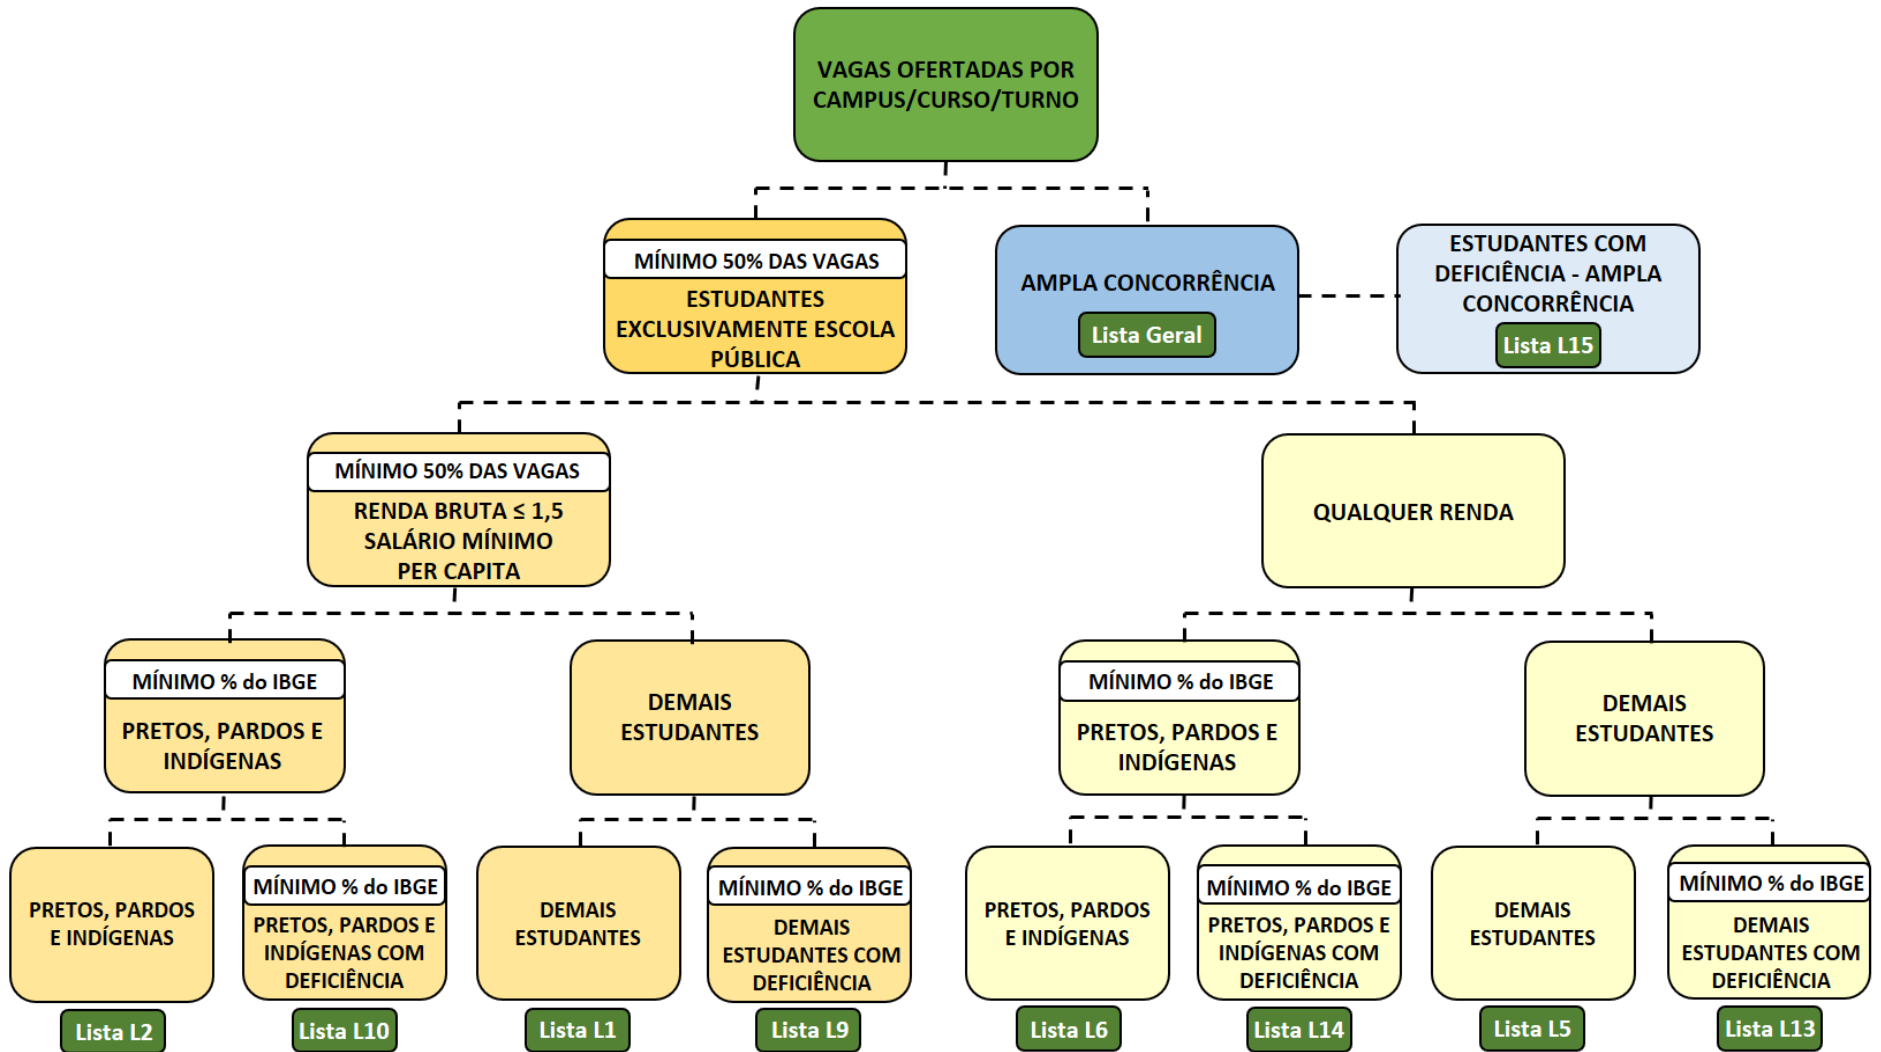 VAGAS OFERTADAS POR
CAMPUS/CURSO/TURNO
MÍNIMO 50% DAS VAGAS
ESTUDANTES
EXCLUSIVAMENTE ESCOLA
PÚBLICA
AMPLA CONCORRÊNCIA
Lista Geral
ESTUDANTES COM
DEFICIÊNCIA - AMPLA
CONCORRÊNCIA
Lista L15
MÍNIMO 50% DAS VAGAS
RENDA BRUTA ≤ 1,5
SALÁRIO MÍNIMO
PER CAPITA
QUALQUER RENDA
MÍNIMO % do IBGE
PRETOS, PARDOS E
INDÍGENAS
DEMAIS
ESTUDANTES
MÍNIMO % do IBGE
PRETOS, PARDOS E
INDÍGENAS
DEMAIS
ESTUDANTES
PRETOS, PARDOS
E INDÍGENAS
Lista L2
MÍNIMO % do IBGE
PRETOS, PARDOS E
INDÍGENAS COM
DEFICIÊNCIA
Lista L10
DEMAIS
ESTUDANTES
Lista L1
MÍNIMO % do IBGE
DEMAIS
ESTUDANTES COM
DEFICIÊNCIA
Lista L9
PRETOS, PARDOS
E INDÍGENAS
Lista L6
MÍNIMO % do IBGE
PRETOS, PARDOS E
INDÍGENAS COM
DEFICIÊNCIA
Lista L14
DEMAIS
ESTUDANTES
Lista L5
MÍNIMO % do IBGE
DEMAIS
ESTUDANTES COM
DEFICIÊNCIA
Lista L13